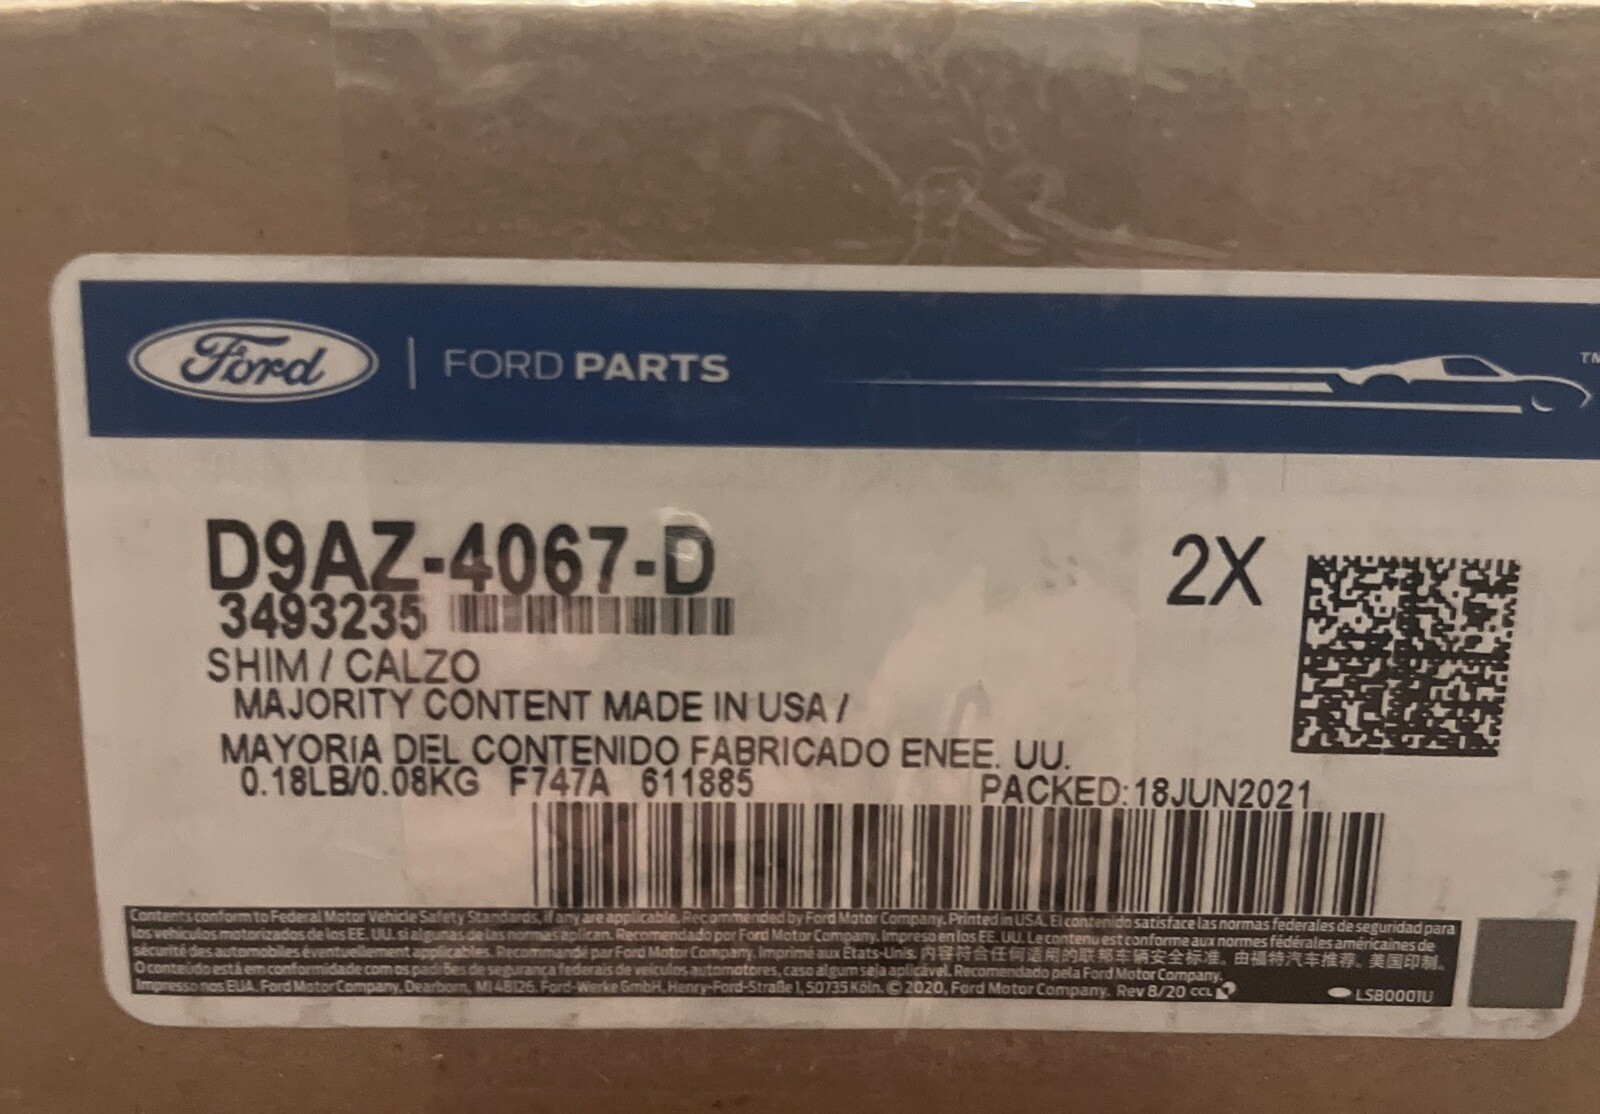 Ford | FORD PARTS
TM
D9AZ-4067-D
2X
3493235
SHIM / CALZO
MAJORITY CONTENT MADE IN USA /
MAYORIA DEL CONTENIDO FABRICADO ENEE. UU.
0.18LB/0.08KG F747A 611885 PACKED:18JUN2021
Contents conform to Federal Motor Vehicle Safety Standards, if any are applicable. Recommended by Ford Motor Company. Printed in USA. El contenido satisface las normas federales de seguridad para
los vehículos motorizados de los EE. UU. si algunas de las normas aplican. Recomendado por Ford Motor Company. Impreso en los EE. UU. Le contenu est conforme aux normes fédérales américaines de
sécurité des automobiles éventuellement applicables. Recommandé par Ford Motor Company. Imprimé aux États-Unis. 内容符合任何适用的联邦车辆安全标准。由福特汽车推荐。美国印制。
O conteúdo está em conformidade com os padrões de segurança federais de veículos automotores, caso algum seja aplicável. Recomendado pela Ford Motor Company.
Impresso nos EUA. Ford Motor Company, Dearborn, MI 48126. Ford-Werke GmbH, Henry-Ford-Straße 1, 50735 Köln. © 2020, Ford Motor Company. Rev 8/20 CCL
LSB0001U